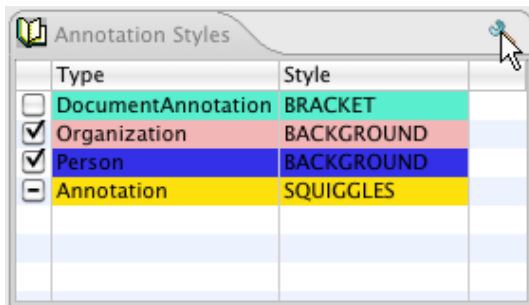 Annotation Styles
Type Style
DocumentAnnotation BRACKET
Organization BACKGROUND
Person BACKGROUND
Annotation SQUIGGLES